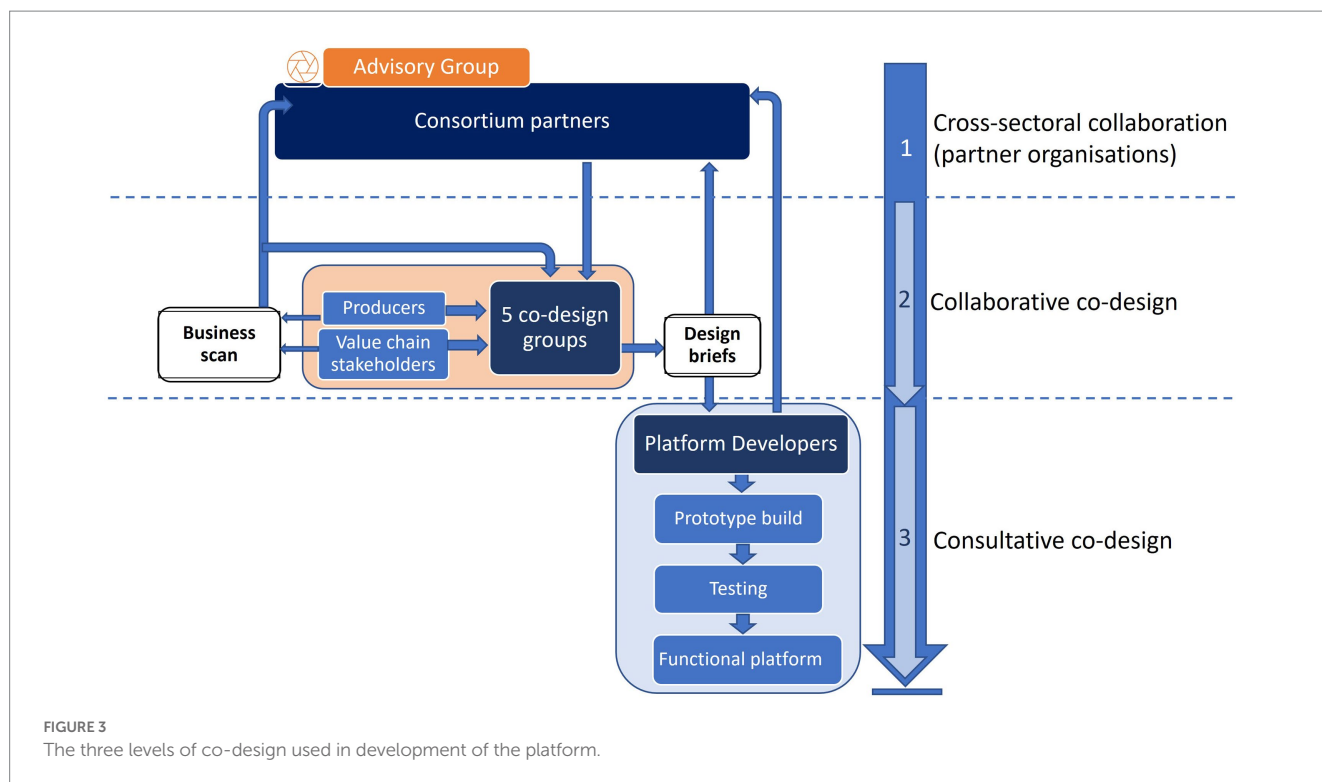 Advisory Group
Consortium partners
1
Cross-sectoral collaboration
(partner organisations)
Producers
Value chain
stakeholders
5 co-design
groups
Business
scan
Design
briefs
2
Collaborative co-design
Platform Developers
Prototype build
Testing
Functional platform
3
Consultative co-design
FIGURE 3
The three levels of co-design used in development of the platform.